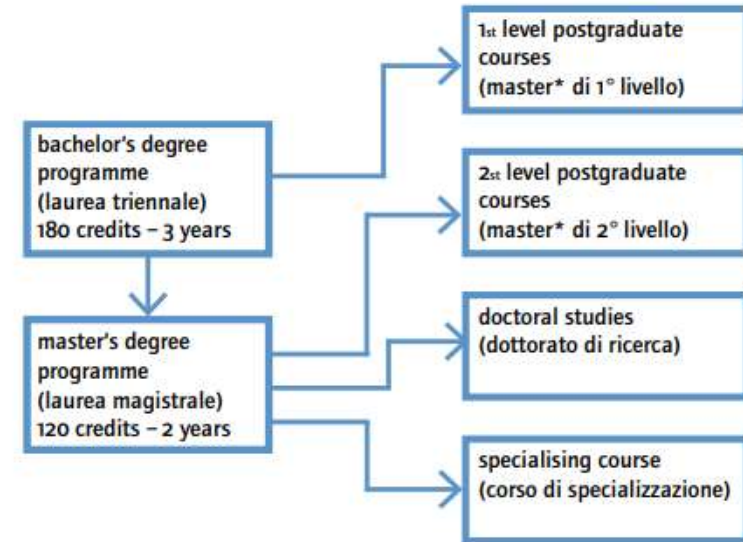 1st level postgraduate
courses
(master* di 1° livello)
bachelor's degree
programme
(laurea triennale)
180 credits – 3 years
2st level postgraduate
courses
(master* di 2° livello)
master's degree
programme
(laurea magistrale)
120 credits – 2 years
doctoral studies
(dottorato di ricerca)
specialising course
(corso di specializzazione)